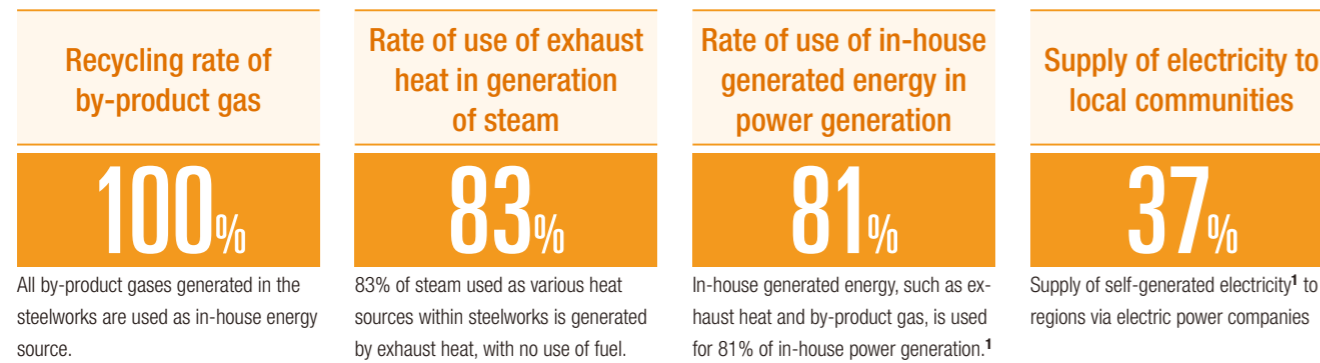 Recycling rate of
by-product gas
100%
All by-product gases generated in the
steelworks are used as in-house energy
source.
Rate of use of exhaust
heat in generation
of steam
83%
83% of steam used as various heat
sources within steelworks is generated
by exhaust heat, with no use of fuel.
Rate of use of in-house
generated energy in
power generation
81%
In-house generated energy, such as ex-
haust heat and by-product gas, is used
for 81% of in-house power generation.1
Supply of electricity to
local communities
37%
Supply of self-generated electricity1 to
regions via electric power companies